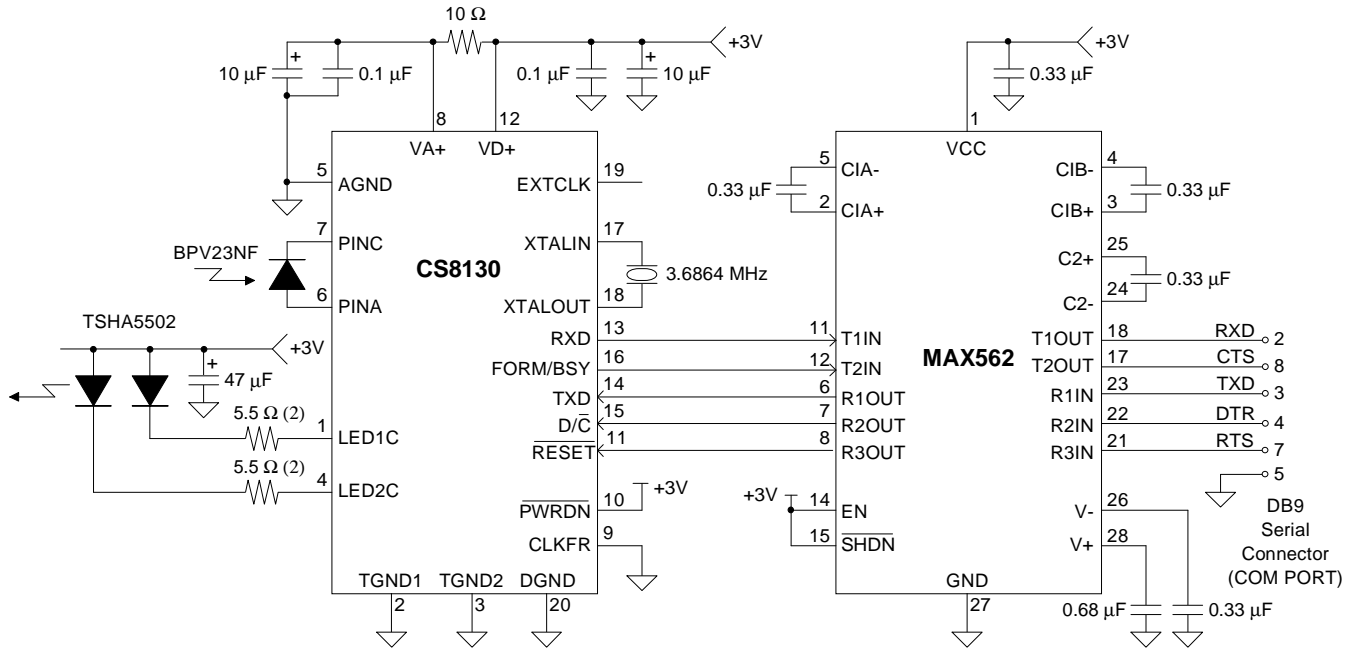 10 Ω
+3V
+3V
10 µF
+
0.1 µF
0.1 µF
+
10 µF
0.33 µF
8
12
1
VA+
VD+
VCC
5
AGND
EXTCLK
19
7
PINC
XTALIN
17
BPV23NF
CS8130
3.6864 MHz
6
PINA
XTALOUT
18
TSHA5502
+3V
+
47 µF
RXD
13
FORM/BSY
16
TXD
14
D/C̅
15
RESET
11
5.5 Ω (2)
1
LED1C
5.5 Ω (2)
4
LED2C
PWRDN
10
+3V
CLKFR
9
TGND1
TGND2
DGND
2
3
20
5
CIA-
0.33 µF
2
CIA+
CIB-
4
0.33 µF
CIB+
3
C2+
25
0.33 µF
C2-
24
MAX562
11
T1IN
12
T2IN
6
R1OUT
7
R2OUT
8
R3OUT
T1OUT
18
RXD
2
T2OUT
17
CTS
8
R1IN
23
TXD
3
R2IN
22
DTR
4
R3IN
21
RTS
7
5
+3V
14
EN
15
SHDN
V-
26
V+
28
DB9
Serial
Connector
(COM PORT)
GND
27
0.68 µF
0.33 µF